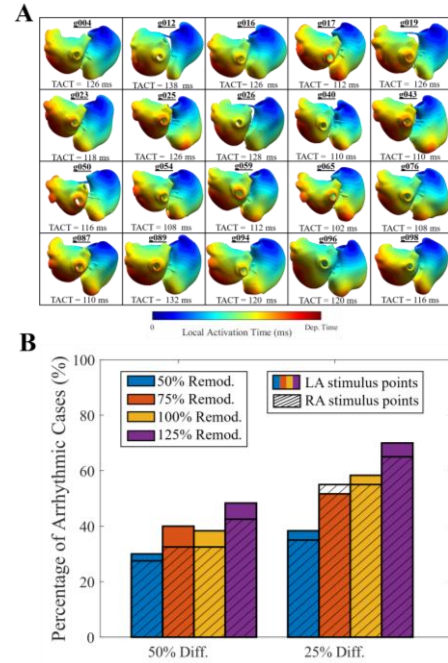 A
g004 g012 g016 g017 g019
TACT = 126 ms TACT = 138 ms TACT = 126 ms TACT = 112 ms TACT = 126 ms
g023 g025 g026 g040 g043
TACT = 118 ms TACT = 126 ms TACT = 128 ms TACT = 110 ms TACT = 110 ms
g050 g054 g059 g065 g076
TACT = 116 ms TACT = 108 ms TACT = 112 ms TACT = 102 ms TACT = 108 ms
g087 g089 g094 g096 g098
TACT = 110 ms TACT = 132 ms TACT = 120 ms TACT = 120 ms TACT = 116 ms
0 Local Activation Time (ms) Dep. Time
B
Percentage of Arrhythmic Cases (%)
100
80
60
40
20
0
50% Remod.
75% Remod.
100% Remod.
125% Remod.
LA stimulus points
RA stimulus points
50% Diff. 25% Diff.